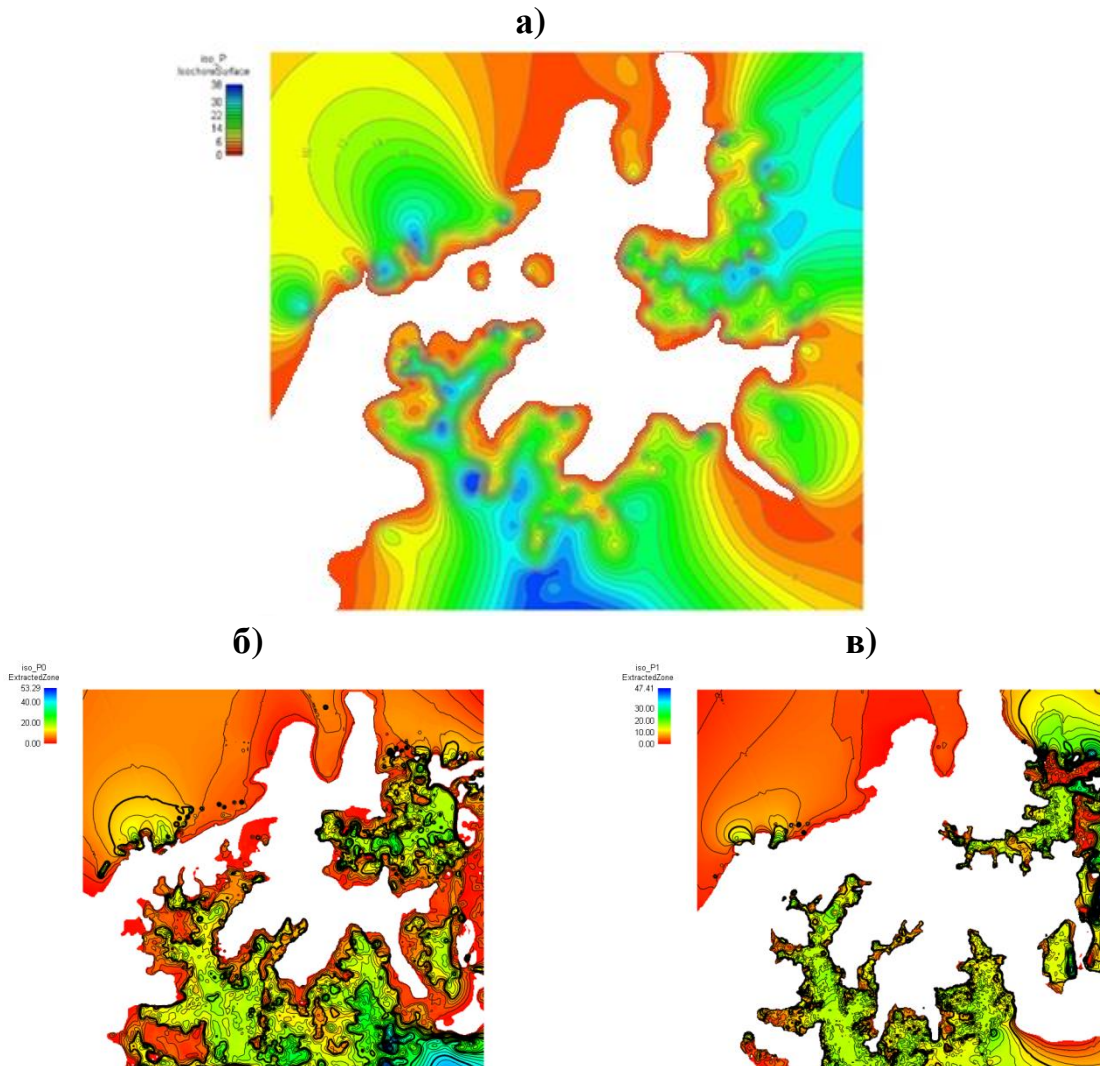 а)
iso_P
IsochoreSurface
38
30
22
14
6
0
б)
iso_P0
ExtractedZone
53.29
40.00
20.00
0.00
в)
iso_P1
ExtractedZone
47.41
30.00
20.00
10.00
0.00